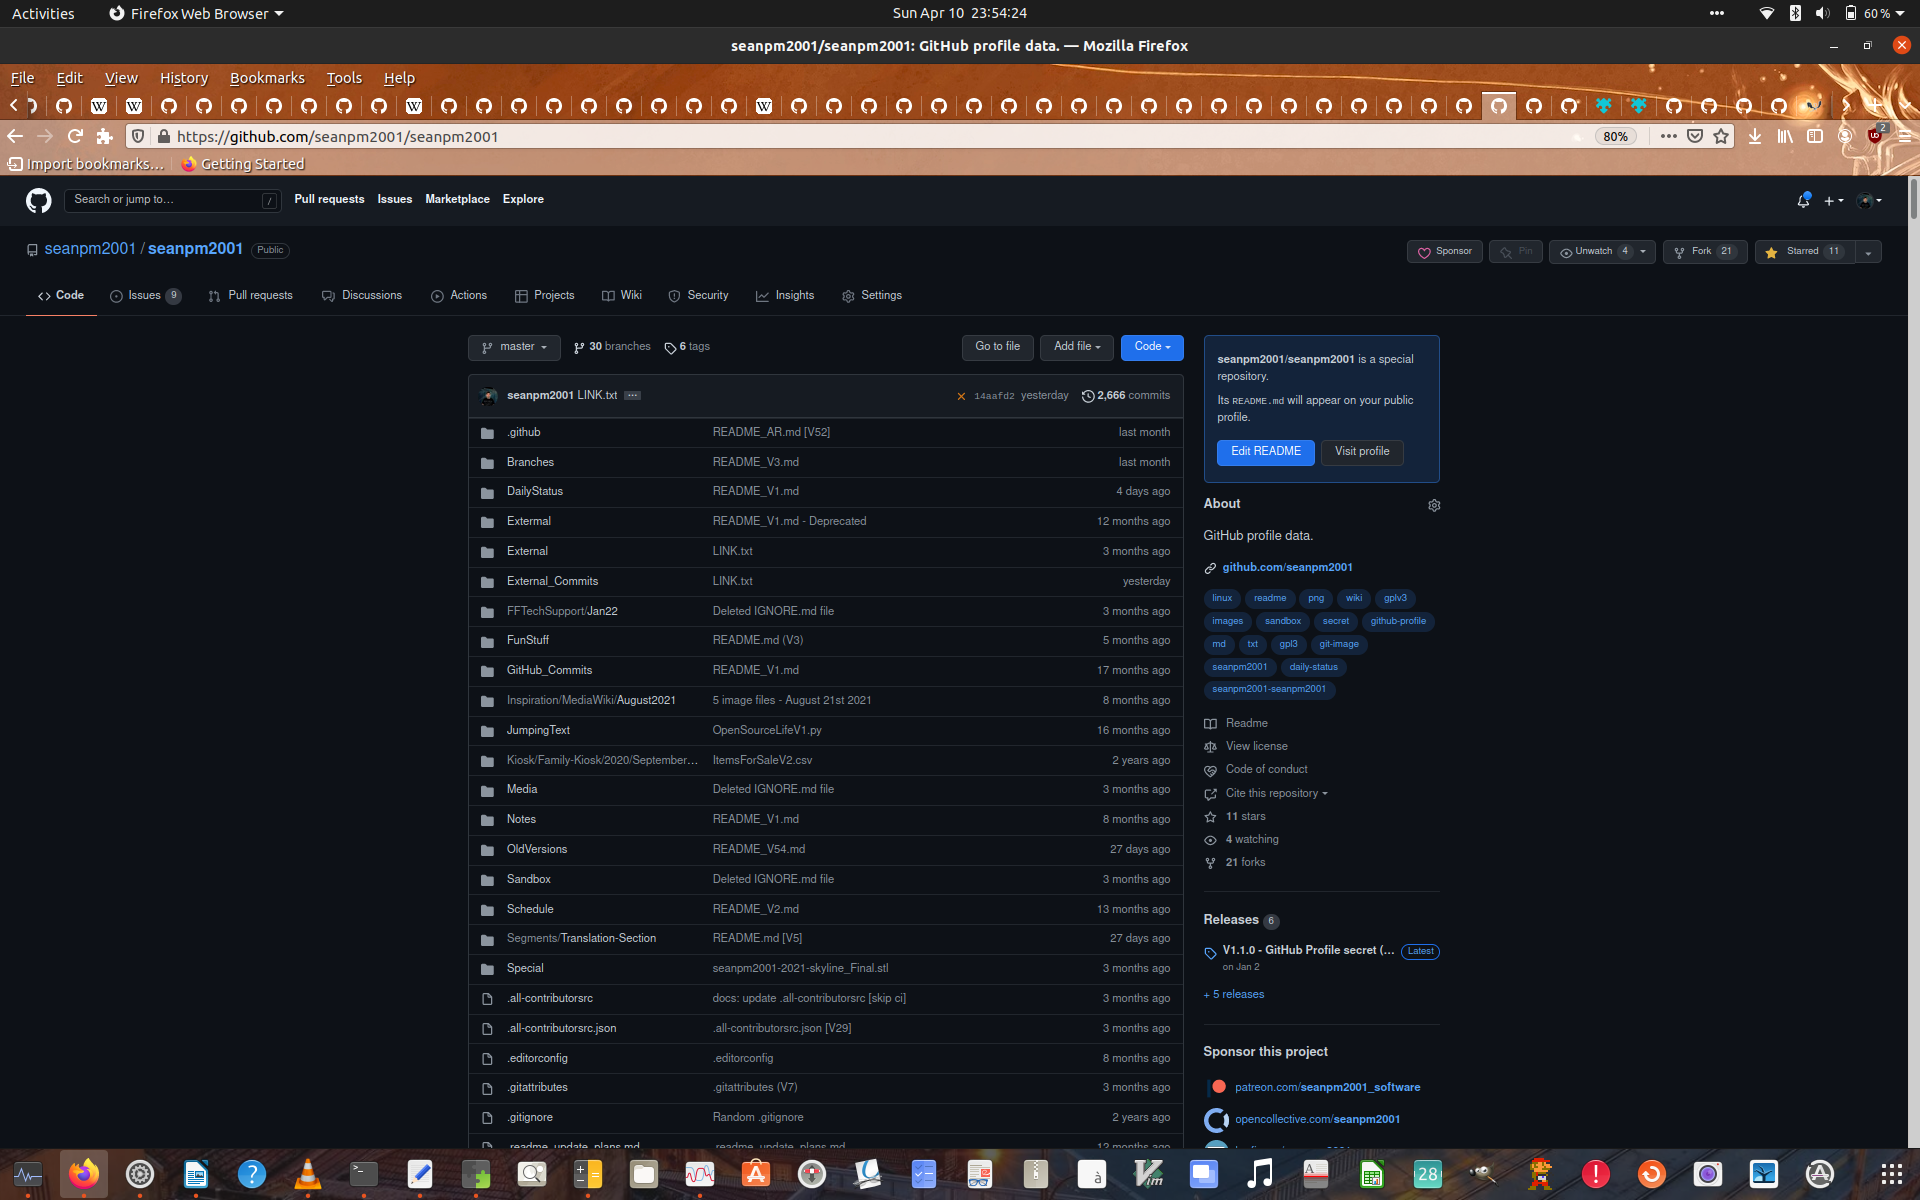 Activities Firefox Web Browser Sun Apr 10 23:54:24 60 %
seanpm2001/seanpm2001: GitHub profile data. — Mozilla Firefox
File Edit View History Bookmarks Tools Help
https://github.com/seanpm2001/seanpm2001 80% 2
Import bookmarks… Getting Started
Search or jump to… / Pull requests Issues Marketplace Explore
seanpm2001 / seanpm2001 Public Sponsor Pin Unwatch 4 Fork 21 Starred 11
Code Issues 9 Pull requests Discussions Actions Projects Wiki Security Insights Settings
master 30 branches 6 tags Go to file Add file Code
seanpm2001 LINK.txt 14aafd2 yesterday 2,666 commits
.github README_AR.md [V52] last month
Branches README_V3.md last month
DailyStatus README_V1.md 4 days ago
Extermal README_V1.md - Deprecated 12 months ago
External LINK.txt 3 months ago
External_Commits LINK.txt yesterday
FFTechSupport/Jan22 Deleted IGNORE.md file 3 months ago
FunStuff README.md (V3) 5 months ago
GitHub_Commits README_V1.md 17 months ago
Inspiration/MediaWiki/August2021 5 image files - August 21st 2021 8 months ago
JumpingText OpenSourceLifeV1.py 16 months ago
Kiosk/Family-Kiosk/2020/September... ItemsForSaleV2.csv 2 years ago
Media Deleted IGNORE.md file 3 months ago
Notes README_V1.md 8 months ago
OldVersions README_V54.md 27 days ago
Sandbox Deleted IGNORE.md file 3 months ago
Schedule README_V2.md 13 months ago
Segments/Translation-Section README.md [V5] 27 days ago
Special seanpm2001-2021-skyline_Final.stl 3 months ago
.all-contributorsrc docs: update .all-contributorsrc [skip ci] 3 months ago
.all-contributorsrc.json .all-contributorsrc.json [V29] 3 months ago
.editorconfig .editorconfig 8 months ago
.gitattributes .gitattributes (V7) 3 months ago
.gitignore Random .gitignore 2 years ago
.readme_update_plans.md .readme_update_plans.md 12 months ago
seanpm2001/seanpm2001 is a special
repository.
Its README.md will appear on your public
profile.
Edit README Visit profile
About
GitHub profile data.
github.com/seanpm2001
linux readme png wiki gplv3
images sandbox secret github-profile
md txt gpl3 git-image
seanpm2001 daily-status
seanpm2001-seanpm2001
Readme
View license
Code of conduct
Cite this repository
11 stars
4 watching
21 forks
Releases 6
V1.1.0 - GitHub Profile secret (... Latest
on Jan 2
+ 5 releases
Sponsor this project
patreon.com/seanpm2001_software
opencollective.com/seanpm2001
28